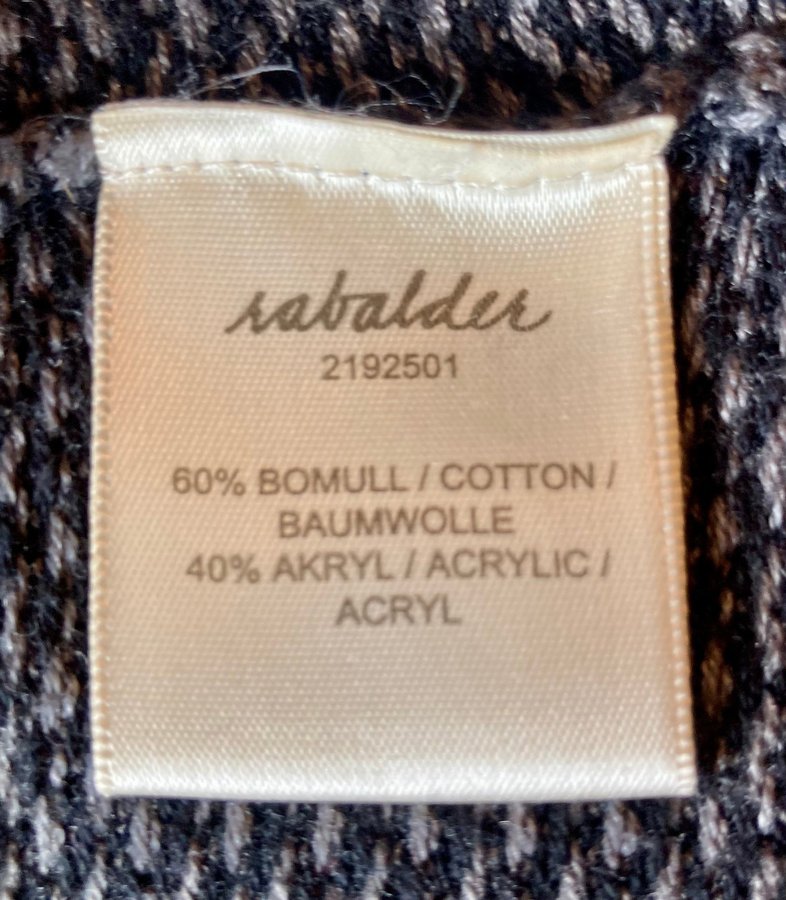 rabalder
2192501
60% BOMULL / COTTON /
BAUMWOLLE
40% AKRYL / ACRYLIC /
ACRYL